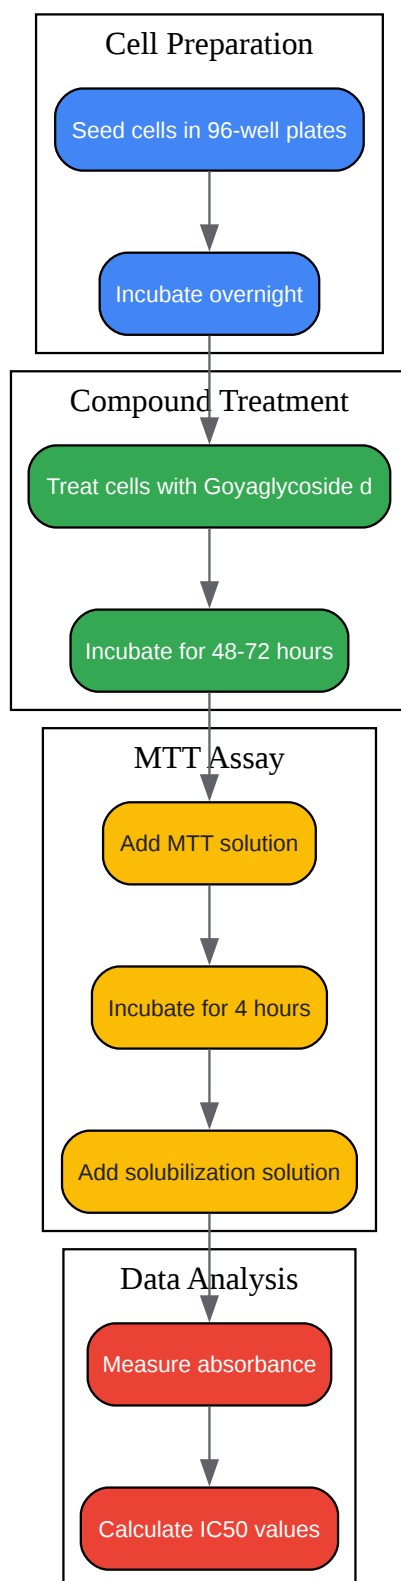 Cell Preparation
Seed cells in 96-well plates
Incubate overnight
Compound Treatment
Treat cells with Goyaglycoside d
Incubate for 48-72 hours
MTT Assay
Add MTT solution
Incubate for 4 hours
Add solubilization solution
Data Analysis
Measure absorbance
Calculate IC50 values